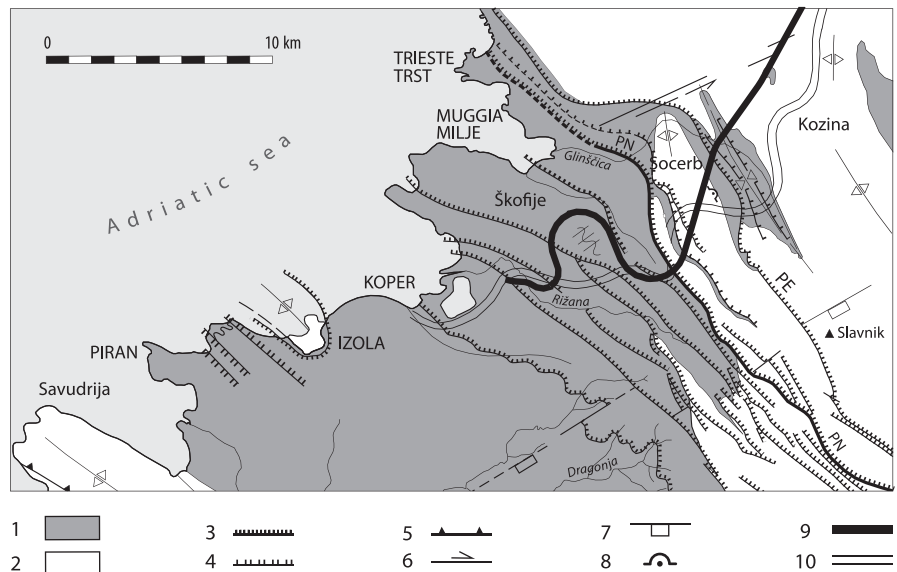 0 10 km
TRIESTE
TRST
MUGGIA
MILJE
PN
Glinščica
Socerb
Kozina
Adriatic sea
Škofije
KOPER
PE
Rižana
Slavnik
PIRAN
IZOLA
Savudrija
PN
Dragonja
1 3 5 7 9
2 4 6 8 10